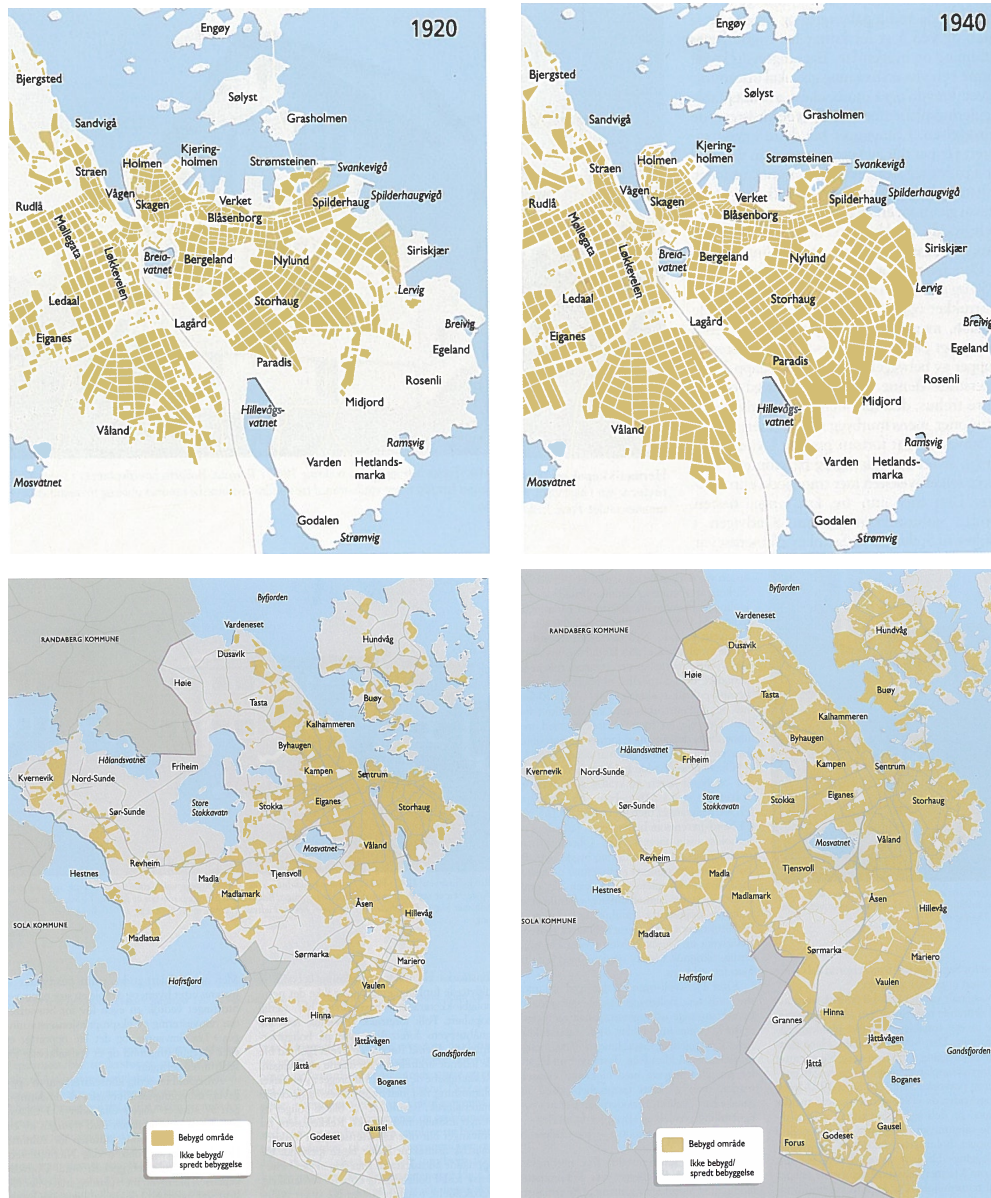 1920
Engøy
Bjergsted
Sølyst
Grasholmen
Sandvigå
Kjering-
holmen
Holmen
Strømsteinen
Svankevigå
Straen
Vågen
Skagen
Verket
Spilderhaug
Spilderhaugvigå
Rudlå
Blåsenborg
Møllegata
Løkkeveien
Breia-
vatnet
Bergeland
Nylund
Siriskjær
Ledaal
Storhaug
Lervig
Lagård
Breivig
Eiganes
Egeland
Paradis
Rosenli
Midjord
Hillevågs-
vatnet
Våland
Ramsvig
Varden
Hetlands-
marka
Mosvatnet
Godalen
Strømvig
1940
Engøy
Bjergsted
Sølyst
Grasholmen
Sandvigå
Kjering-
holmen
Holmen
Strømsteinen
Svankevigå
Straen
Vågen
Skagen
Verket
Spilderhaug
Spilderhaugvigå
Rudlå
Blåsenborg
Møllegata
Løkkeveien
Breia-
vatnet
Bergeland
Nylund
Siriskjær
Ledaal
Storhaug
Lervig
Lagård
Breivig
Eiganes
Egeland
Paradis
Rosenli
Midjord
Hillevågs-
vatnet
Våland
Ramsvig
Varden
Hetlands-
marka
Mosvatnet
Godalen
Strømvig
Byfjorden
Vardeneset
RANDABERG KOMMUNE
Hundvåg
Dusavik
Høie
Buøy
Tasta
Kalhammeren
Byhaugen
Hålandsvatnet
Friheim
Kvernevik
Nord-Sunde
Kampen
Sentrum
Sør-Sunde
Store
Stokkavatn
Stokka
Eiganes
Storhaug
Mosvatnet
Våland
Revheim
Hestnes
Madla
Tjensvoll
Madlamark
Åsen
Hillevåg
SOLA KOMMUNE
Madlatua
Sørmarka
Mariero
Hafrsfjord
Vaulen
Grannes
Hinna
Jåttåvågen
Gandsfjorden
Jåttå
Boganes
Gausel
Forus
Godeset
Bebygd område
Ikke bebygd/
spredt bebyggelse
Byfjorden
Vardeneset
RANDABERG KOMMUNE
Hundvåg
Dusavik
Høie
Buøy
Tasta
Kalhammeren
Byhaugen
Hålandsvatnet
Friheim
Kvernevik
Nord-Sunde
Kampen
Sentrum
Sør-Sunde
Store
Stokkavatn
Stokka
Eiganes
Storhaug
Mosvatnet
Våland
Revheim
Hestnes
Madla
Tjensvoll
Madlamark
Åsen
Hillevåg
SOLA KOMMUNE
Madlatua
Sørmarka
Mariero
Hafrsfjord
Vaulen
Grannes
Hinna
Jåttåvågen
Gandsfjorden
Jåttå
Boganes
Gausel
Forus
Godeset
Bebygd område
Ikke bebygd/
spredt bebyggelse